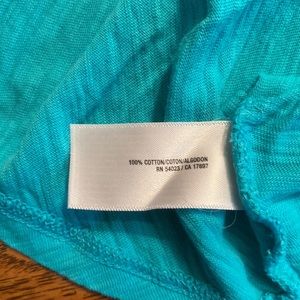 100% COTTON/COTON/ALGODON
RN 54023 / CA 17897